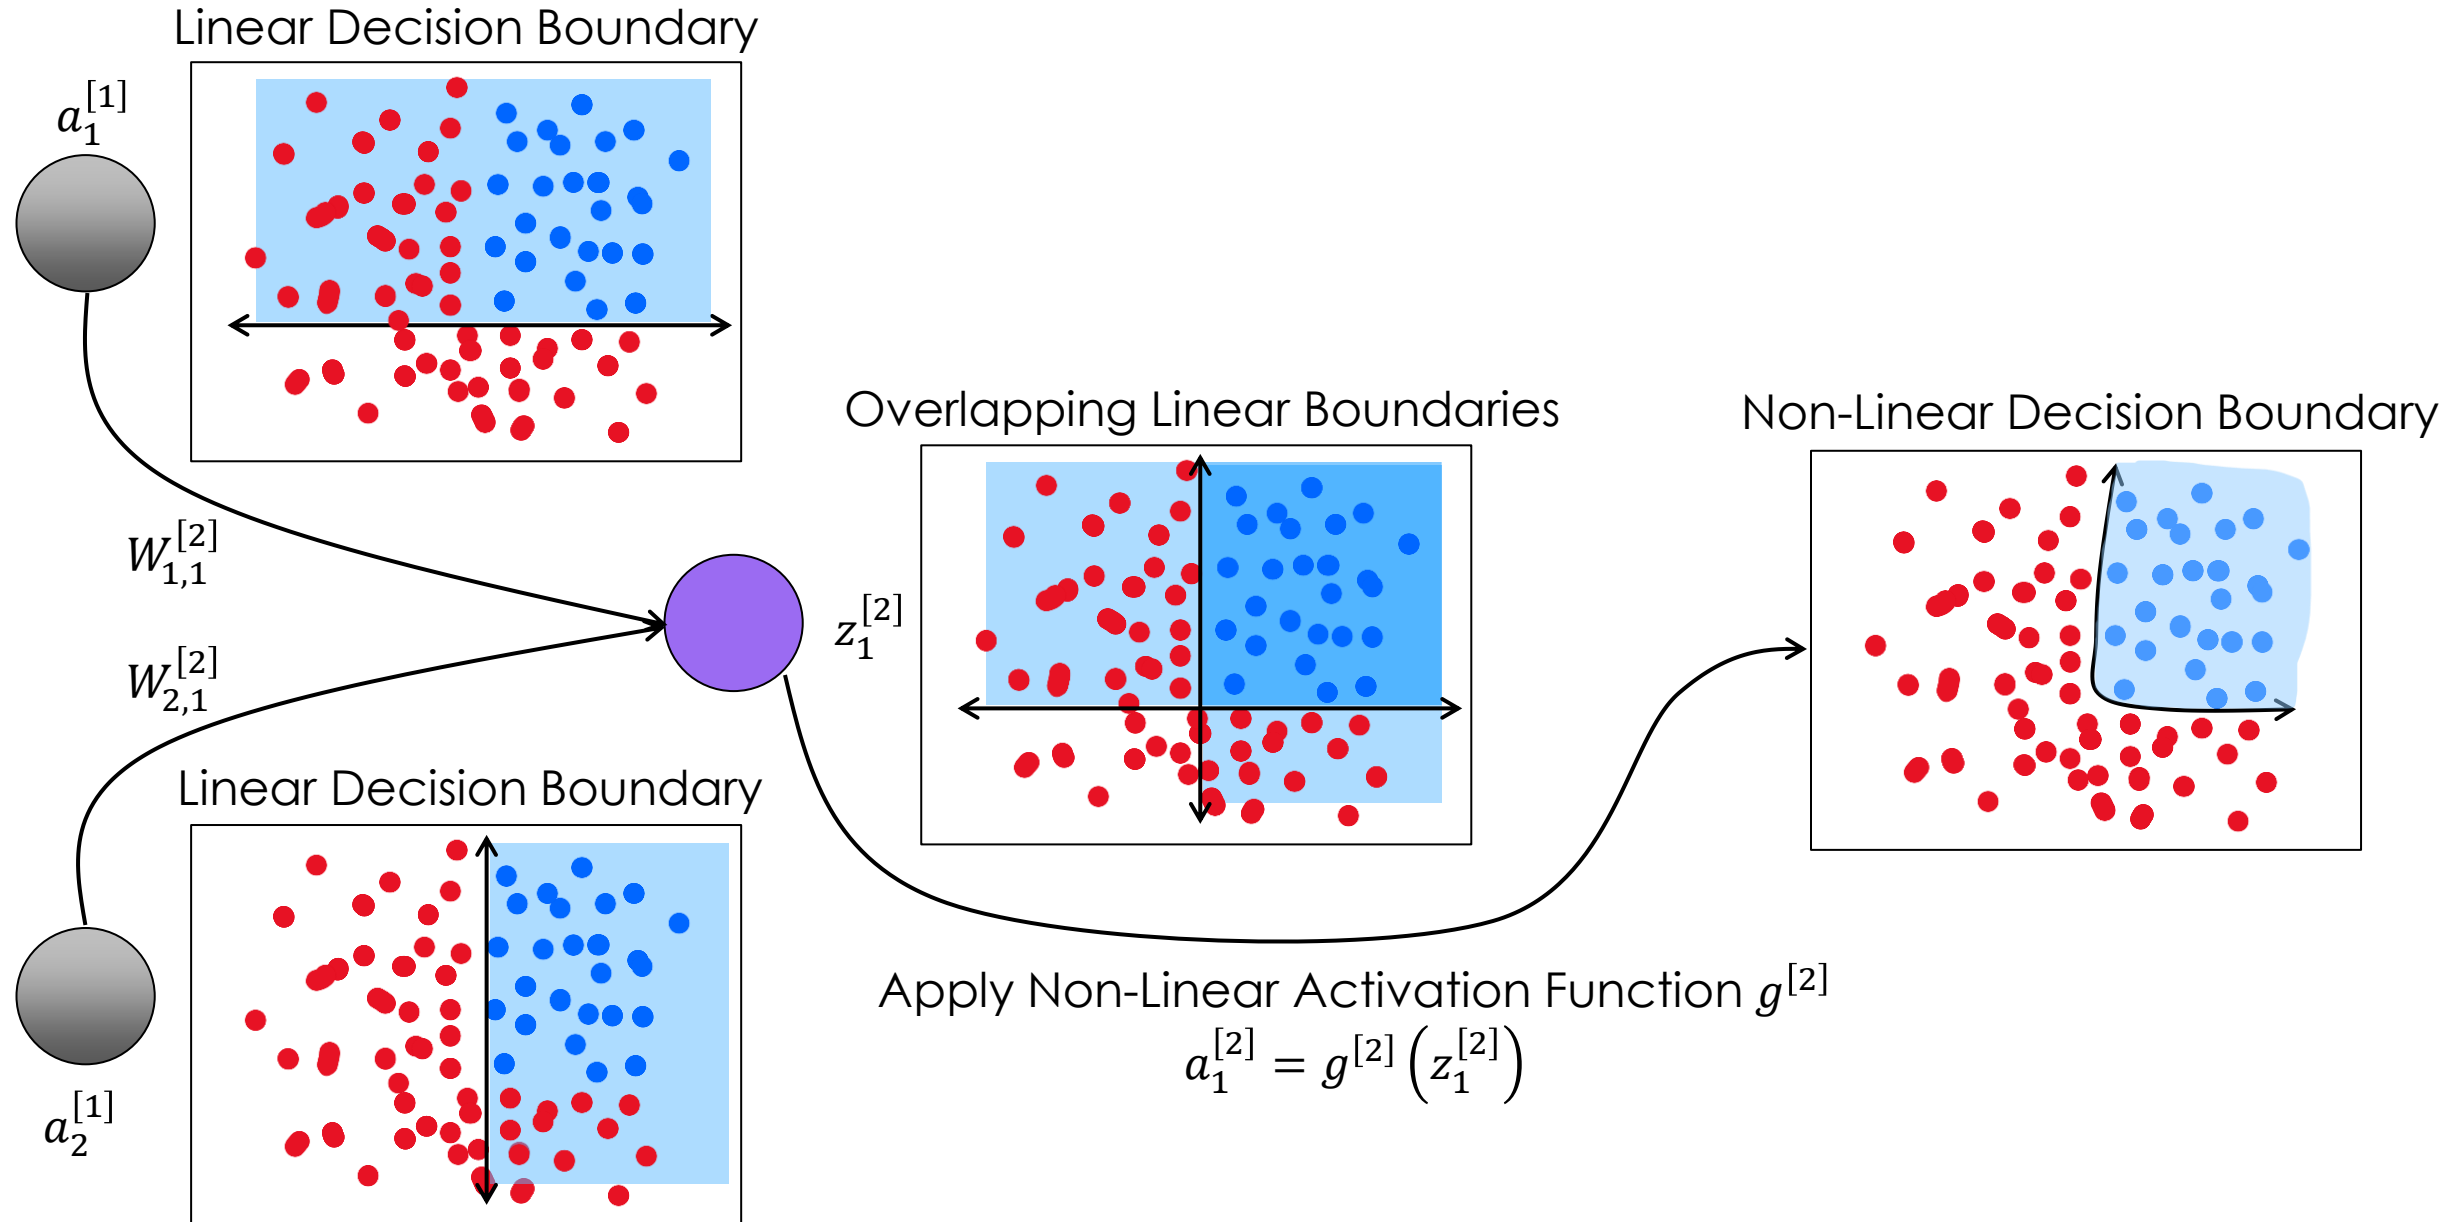 Linear Decision Boundary
a_1^{[1]}
W_{1,1}^{[2]}
Overlapping Linear Boundaries
Non-Linear Decision Boundary
z_1^{[2]}
W_{2,1}^{[2]}
Linear Decision Boundary
a_2^{[1]}
Apply Non-Linear Activation Function g^{[2]}
a_1^{[2]} = g^{[2]}(z_1^{[2]})